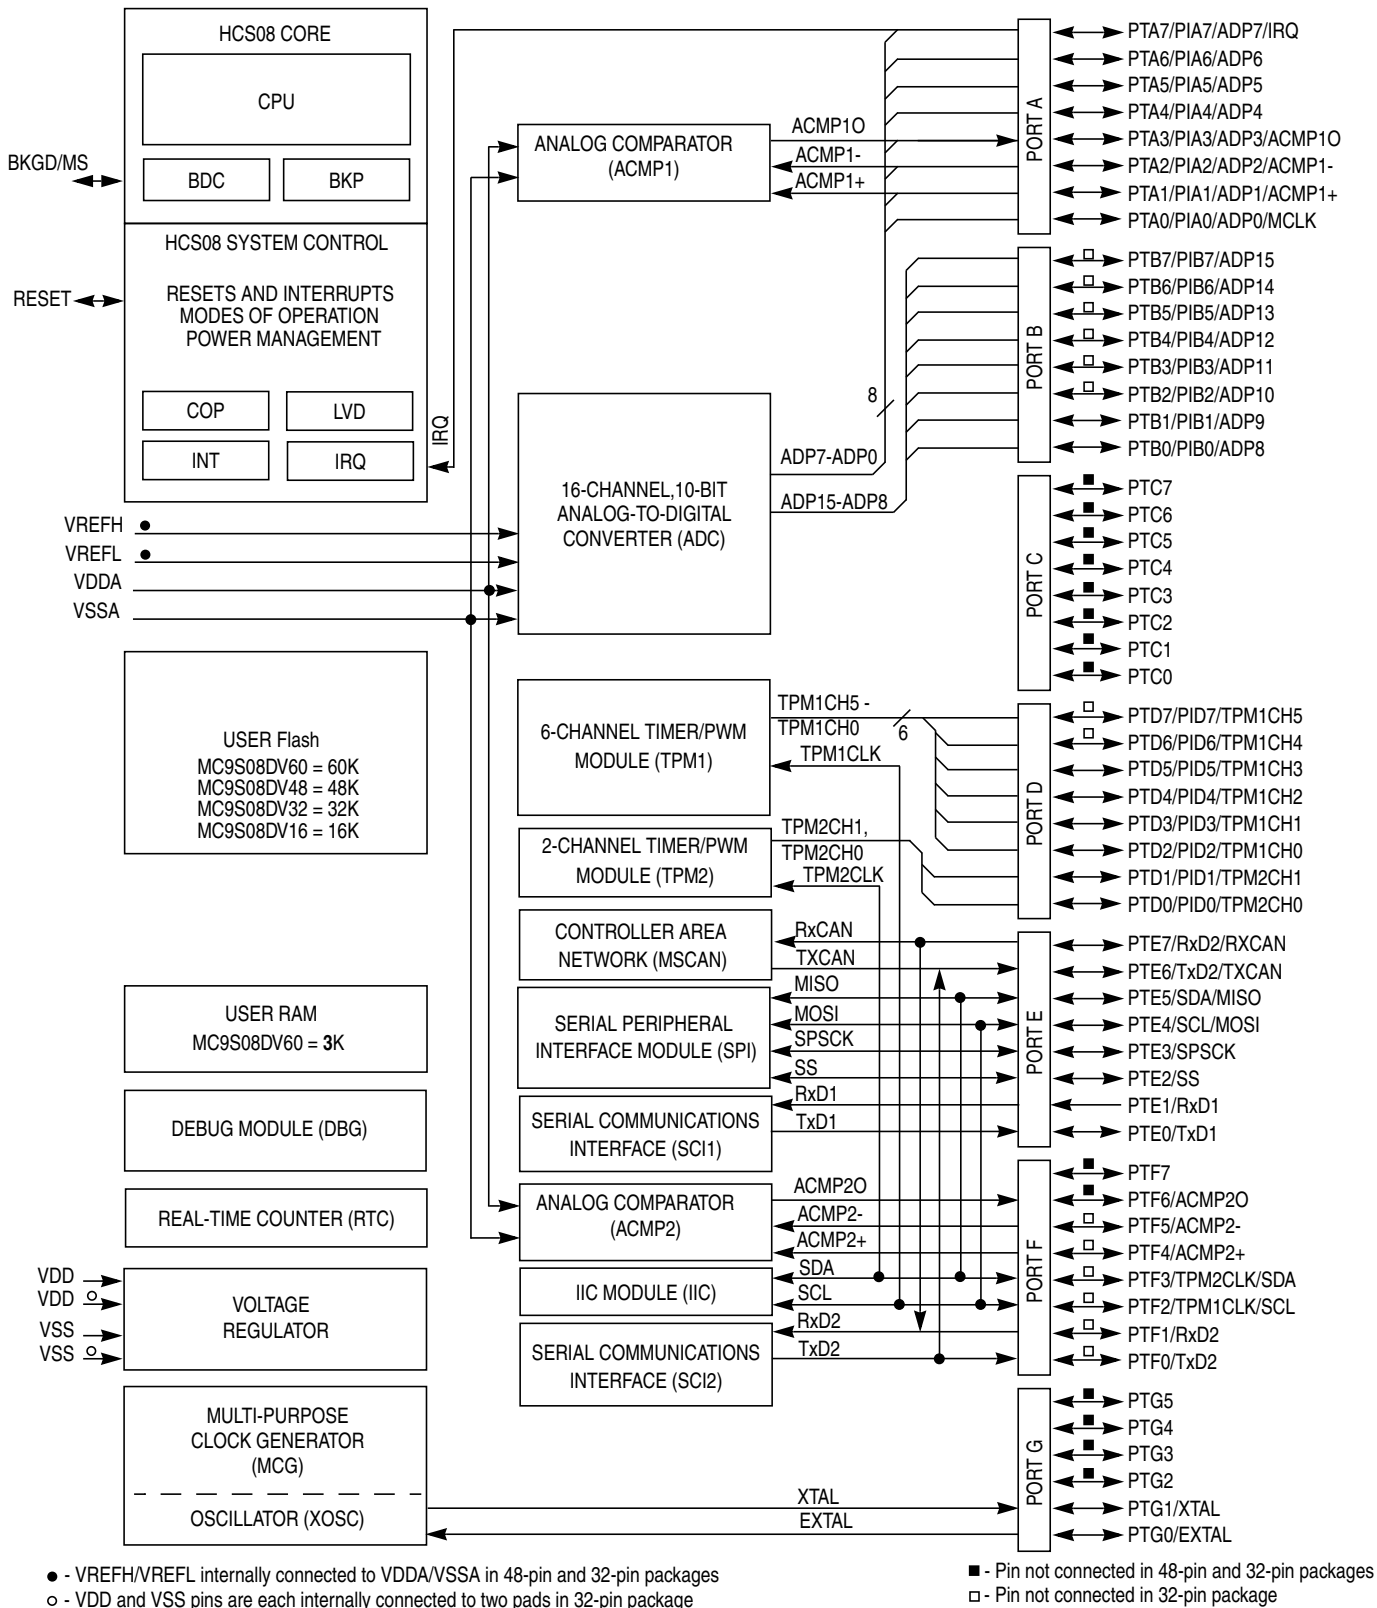 HCS08 CORE
CPU
BDC
BKP
BKGD/MS
HCS08 SYSTEM CONTROL
RESETS AND INTERRUPTS
MODES OF OPERATION
POWER MANAGEMENT
RESET
COP
LVD
INT
IRQ
IRQ
VREFH
VREFL
VDDA
VSSA
USER Flash
MC9S08DV60 = 60K
MC9S08DV48 = 48K
MC9S08DV32 = 32K
MC9S08DV16 = 16K
USER RAM
MC9S08DV60 = 3K
DEBUG MODULE (DBG)
REAL-TIME COUNTER (RTC)
VDD
VDD
VSS
VSS
VOLTAGE
REGULATOR
MULTI-PURPOSE
CLOCK GENERATOR
(MCG)
OSCILLATOR (XOSC)
ANALOG COMPARATOR
(ACMP1)
ACMP1O
ACMP1-
ACMP1+
16-CHANNEL,10-BIT
ANALOG-TO-DIGITAL
CONVERTER (ADC)
8
ADP7-ADP0
ADP15-ADP8
6-CHANNEL TIMER/PWM
MODULE (TPM1)
TPM1CH5 -
TPM1CH0
6
TPM1CLK
2-CHANNEL TIMER/PWM
MODULE (TPM2)
TPM2CH1,
TPM2CH0
TPM2CLK
CONTROLLER AREA
NETWORK (MSCAN)
RxCAN
TXCAN
SERIAL PERIPHERAL
INTERFACE MODULE (SPI)
MISO
MOSI
SPSCK
SS
SERIAL COMMUNICATIONS
INTERFACE (SCI1)
RxD1
TxD1
ANALOG COMPARATOR
(ACMP2)
ACMP2O
ACMP2-
ACMP2+
IIC MODULE (IIC)
SDA
SCL
SERIAL COMMUNICATIONS
INTERFACE (SCI2)
RxD2
TxD2
XTAL
EXTAL
PORT A
PTA7/PIA7/ADP7/IRQ
PTA6/PIA6/ADP6
PTA5/PIA5/ADP5
PTA4/PIA4/ADP4
PTA3/PIA3/ADP3/ACMP1O
PTA2/PIA2/ADP2/ACMP1-
PTA1/PIA1/ADP1/ACMP1+
PTA0/PIA0/ADP0/MCLK
PORT B
PTB7/PIB7/ADP15
PTB6/PIB6/ADP14
PTB5/PIB5/ADP13
PTB4/PIB4/ADP12
PTB3/PIB3/ADP11
PTB2/PIB2/ADP10
PTB1/PIB1/ADP9
PTB0/PIB0/ADP8
PORT C
PTC7
PTC6
PTC5
PTC4
PTC3
PTC2
PTC1
PTC0
PORT D
PTD7/PID7/TPM1CH5
PTD6/PID6/TPM1CH4
PTD5/PID5/TPM1CH3
PTD4/PID4/TPM1CH2
PTD3/PID3/TPM1CH1
PTD2/PID2/TPM1CH0
PTD1/PID1/TPM2CH1
PTD0/PID0/TPM2CH0
PORT E
PTE7/RxD2/RXCAN
PTE6/TxD2/TXCAN
PTE5/SDA/MISO
PTE4/SCL/MOSI
PTE3/SPSCK
PTE2/SS
PTE1/RxD1
PTE0/TxD1
PORT F
PTF7
PTF6/ACMP2O
PTF5/ACMP2-
PTF4/ACMP2+
PTF3/TPM2CLK/SDA
PTF2/TPM1CLK/SCL
PTF1/RxD2
PTF0/TxD2
PORT G
PTG5
PTG4
PTG3
PTG2
PTG1/XTAL
PTG0/EXTAL
● - VREFH/VREFL internally connected to VDDA/VSSA in 48-pin and 32-pin packages
○ - VDD and VSS pins are each internally connected to two pads in 32-pin package
■ - Pin not connected in 48-pin and 32-pin packages
□ - Pin not connected in 32-pin package